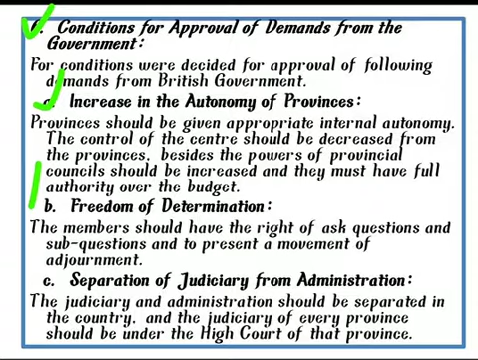 Conditions for Approval of Demands from the
Government:
For conditions were decided for approval of following
demands from British Government.
a. Increase in the Autonomy of Provinces:
Provinces should be given appropriate internal autonomy.
The control of the centre should be decreased from
the provinces, besides the powers of provincial
councils should be increased and they must have full
authority over the budget.
b. Freedom of Determination:
The members should have the right of ask questions and
sub-questions and to present a movement of
adjournment.
c. Separation of Judiciary from Administration:
The judiciary and administration should be separated in
the country, and the judiciary of every province
should be under the High Court of that province.